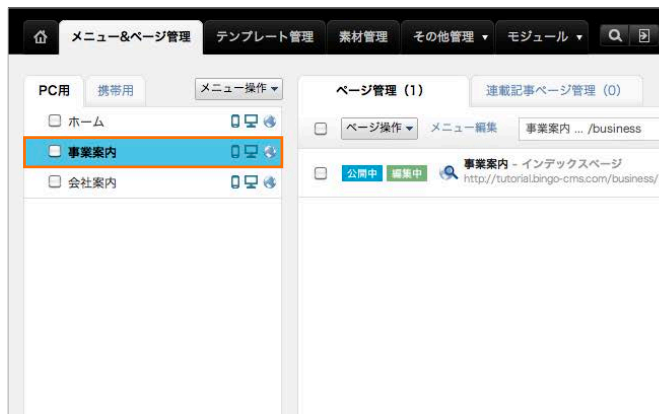 メニュー&ページ管理 テンプレート管理 素材管理 その他管理 ▼ モジュール ▼
PC用 携帯用 メニュー操作 ▼
ホーム
事業案内
会社案内
ページ管理 (1) 連載記事ページ管理 (0)
ページ操作 ▼ メニュー編集 事業案内 ... /business
公開中 編集中 事業案内 - インデックスページ
http://tutorial.bingo-cms.com/business/